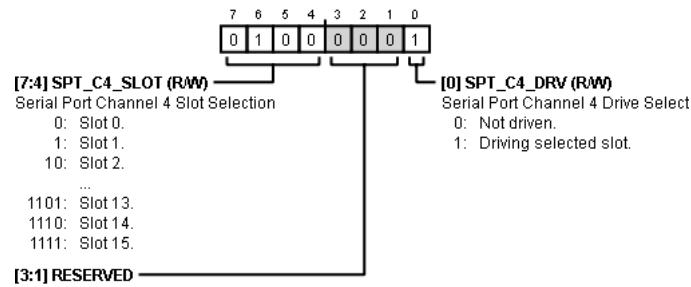 7 6 5 4 3 2 1 0
0 1 0 0 0 0 0 1
[7:4] SPT_C4_SLOT (R/W)
Serial Port Channel 4 Slot Selection
0: Slot 0.
1: Slot 1.
10: Slot 2.
...
1101: Slot 13.
1110: Slot 14.
1111: Slot 15.
[3:1] RESERVED
[0] SPT_C4_DRV (R/W)
Serial Port Channel 4 Drive Select
0: Not driven.
1: Driving selected slot.